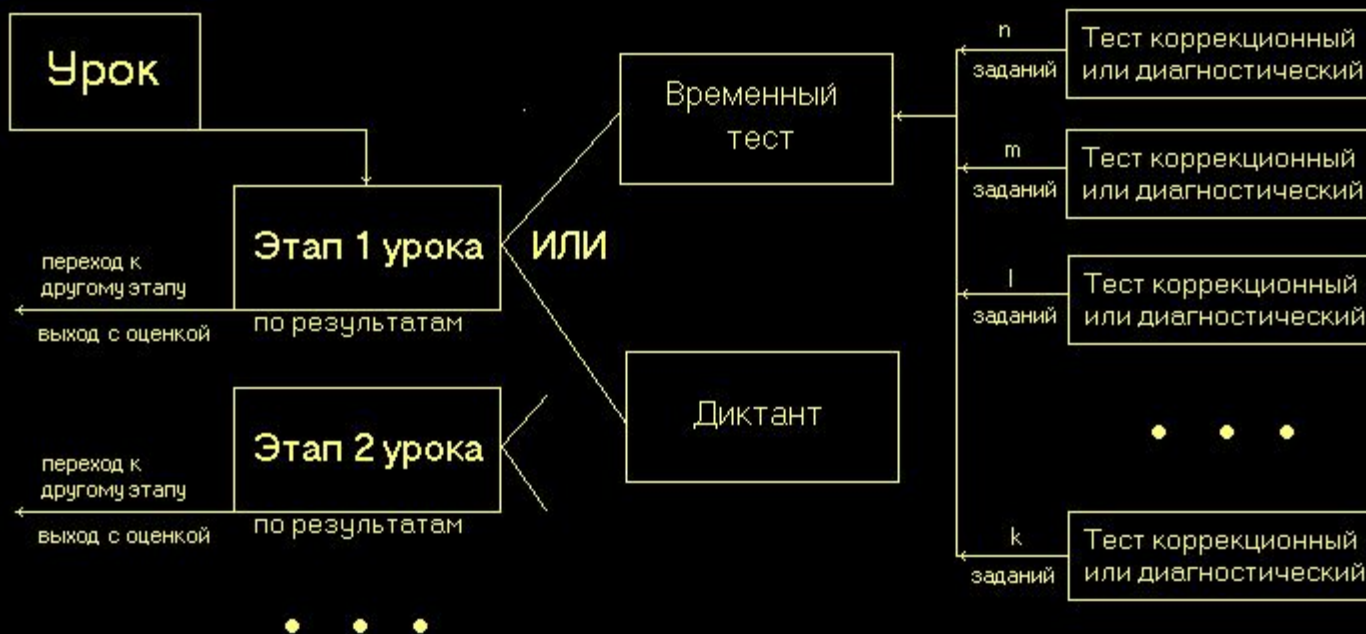 Урок
Этап 1 урока
переход к
другому этапу
выход с оценкой
по результатам
ИЛИ
Временный
тест
Диктант
n
заданий
Тест коррекционный
или диагностический
m
заданий
Тест коррекционный
или диагностический
l
заданий
Тест коррекционный
или диагностический
k
заданий
Тест коррекционный
или диагностический
Этап 2 урока
переход к
другому этапу
выход с оценкой
по результатам